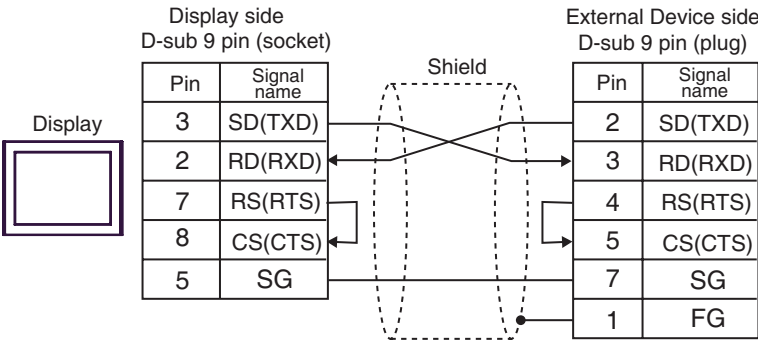 Display side
D-sub 9 pin (socket)
External Device side
D-sub 9 pin (plug)
Shield
Display
Pin Signal name
3 SD(TXD)
2 RD(RXD)
7 RS(RTS)
8 CS(CTS)
5 SG
Pin Signal name
2 SD(TXD)
3 RD(RXD)
4 RS(RTS)
5 CS(CTS)
7 SG
1 FG